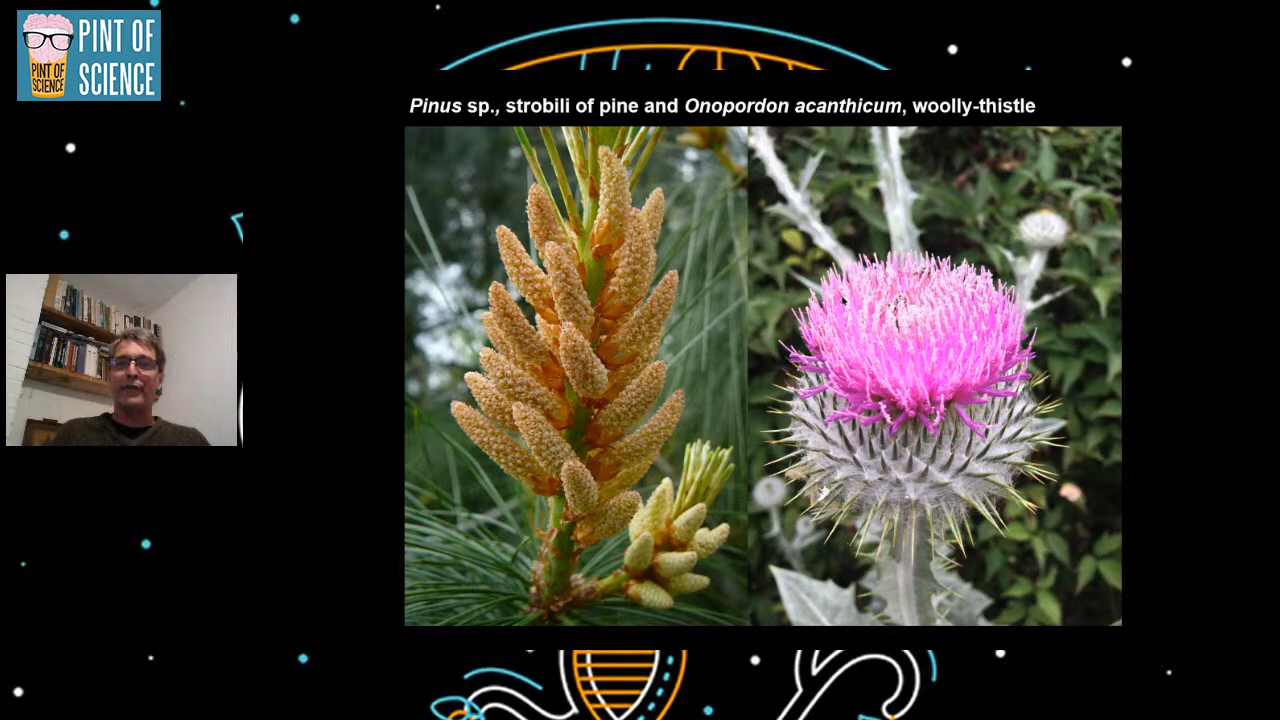 PINT OF
SCIENCE
PINT OF
SCIENCE
Pinus sp., strobili of pine and Onopordon acanthicum, woolly-thistle